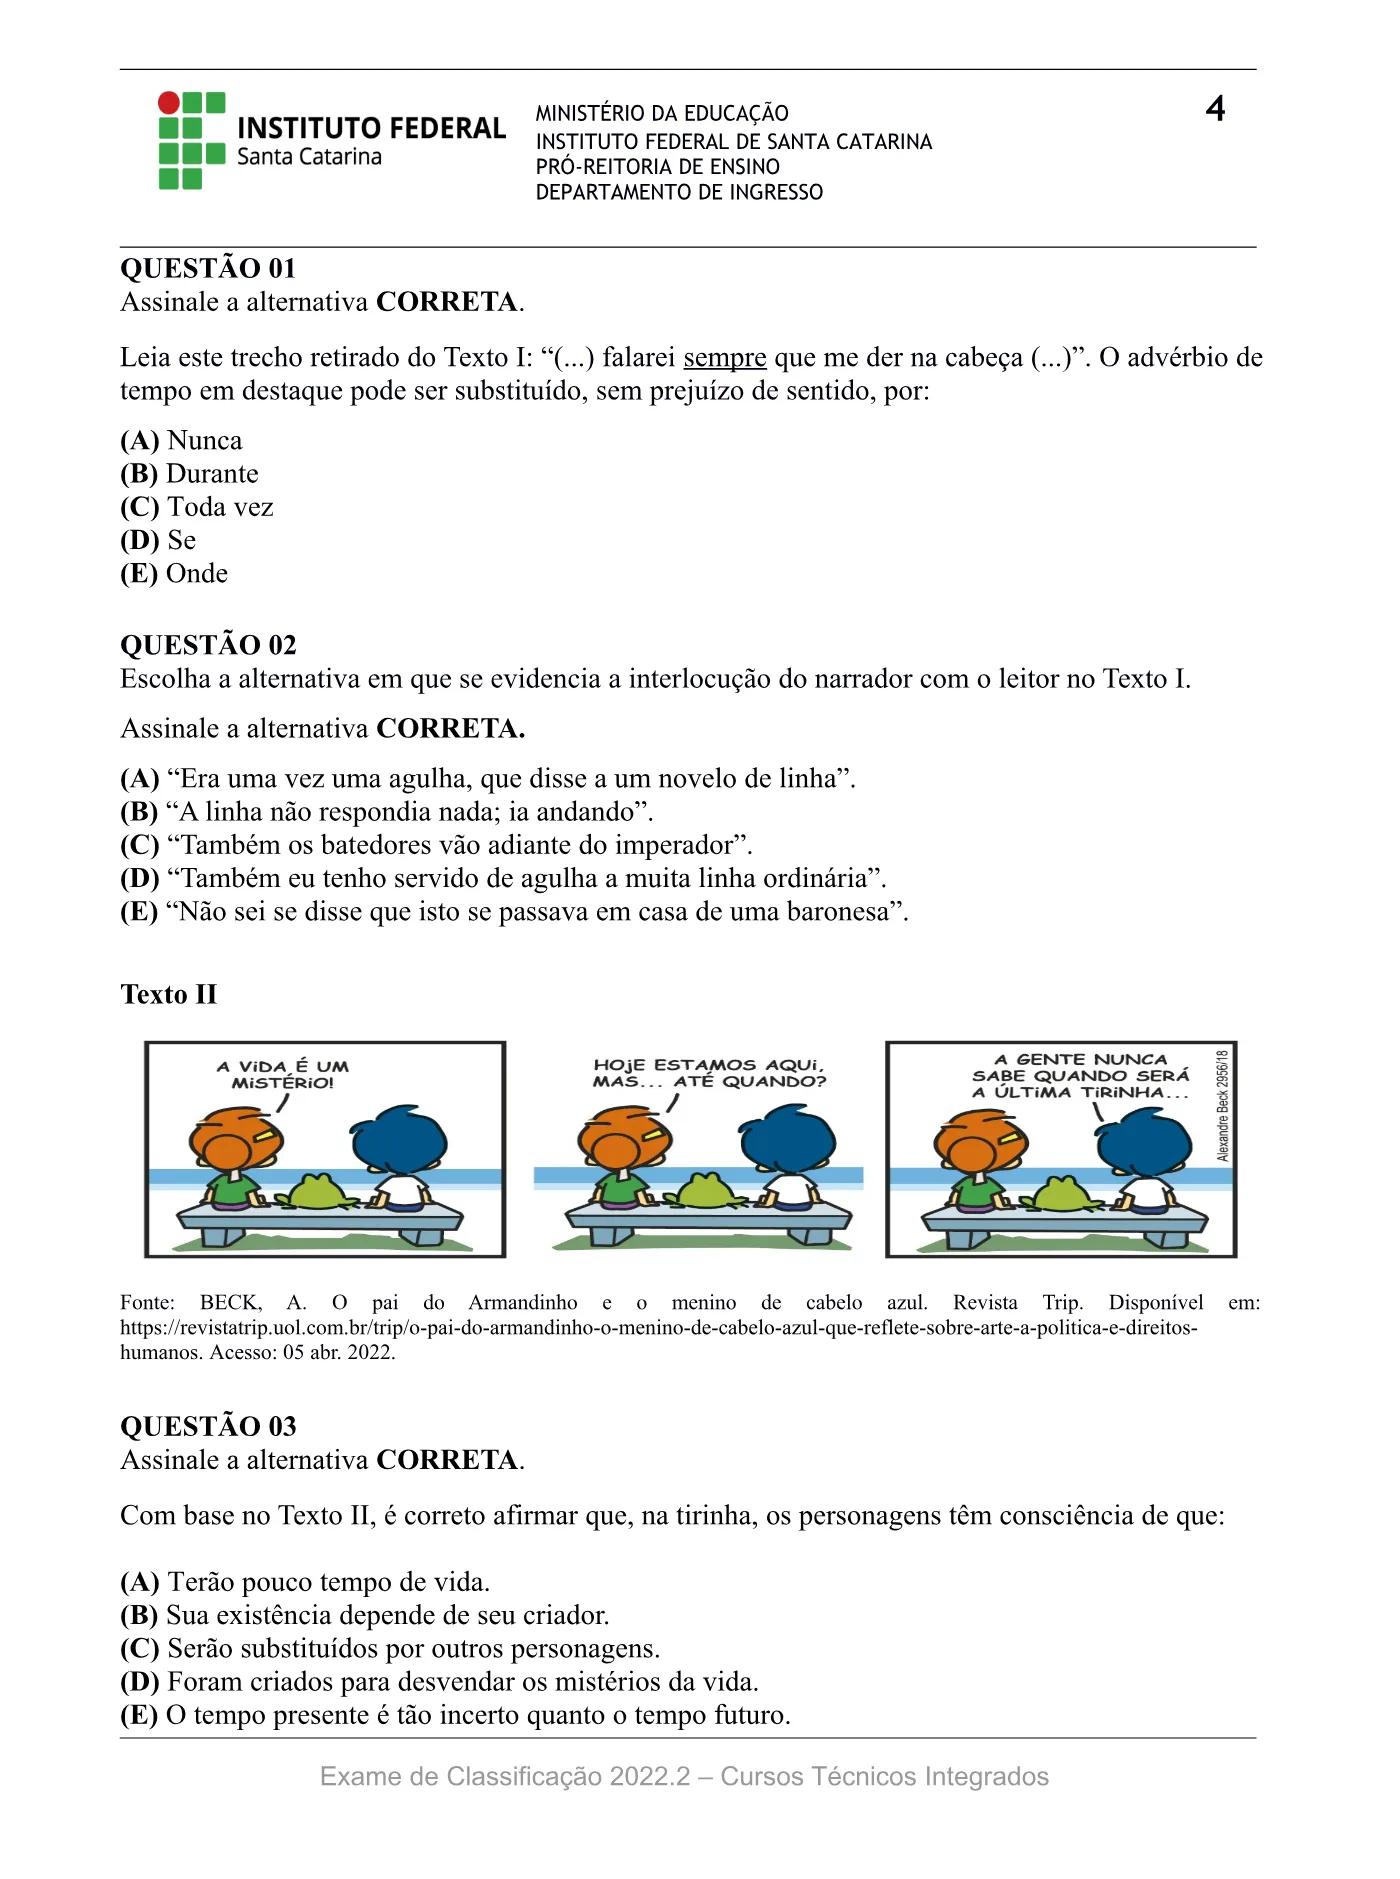 INSTITUTO FEDERAL
Santa Catarina
MINISTÉRIO DA EDUCAÇÃO
INSTITUTO FEDERAL DE SANTA CATARINA
PRÓ-REITORIA DE ENSINO
DEPARTAMENTO DE INGRESSO
4
QUESTÃO 01
Assinale a alternativa CORRETA.
Leia este trecho retirado do Texto I: “(...) falarei sempre que me der na cabeça (...)”. O advérbio de
tempo em destaque pode ser substituído, sem prejuízo de sentido, por:
(A) Nunca
(B) Durante
(C) Toda vez
(D) Se
(E) Onde
QUESTÃO 02
Escolha a alternativa em que se evidencia a interlocução do narrador com o leitor no Texto I.
Assinale a alternativa CORRETA.
(A) “Era uma vez uma agulha, que disse a um novelo de linha”.
(B) “A linha não respondia nada; ia andando”.
(C) “Também os batedores vão adiante do imperador”.
(D) “Também eu tenho servido de agulha a muita linha ordinária”.
(E) “Não sei se disse que isto se passava em casa de uma baronesa”.
Texto II
A VIDA É UM
MISTÉRIO!
HOJE ESTAMOS AQUI,
MAS... ATÉ QUANDO?
A GENTE NUNCA
SABE QUANDO SERÁ
A ÚLTIMA TIRINHA...
Alexandre Beck 2956/18
Fonte: BECK, A. O pai do Armandinho e o menino de cabelo azul. Revista Trip. Disponível em:
https://revistatrip.uol.com.br/trip/o-pai-do-armandinho-o-menino-de-cabelo-azul-que-reflete-sobre-arte-a-politica-e-direitos-
humanos. Acesso: 05 abr. 2022.
QUESTÃO 03
Assinale a alternativa CORRETA.
Com base no Texto II, é correto afirmar que, na tirinha, os personagens têm consciência de que:
(A) Terão pouco tempo de vida.
(B) Sua existência depende de seu criador.
(C) Serão substituídos por outros personagens.
(D) Foram criados para desvendar os mistérios da vida.
(E) O tempo presente é tão incerto quanto o tempo futuro.
Exame de Classificação 2022.2 – Cursos Técnicos Integrados